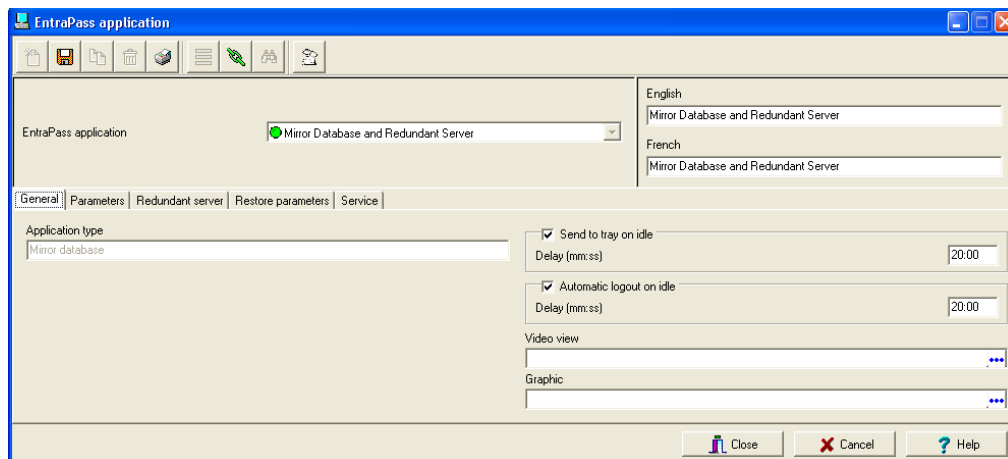 EntraPass application
EntraPass application
Mirror Database and Redundant Server
English
Mirror Database and Redundant Server
French
Mirror Database and Redundant Server
General
Parameters
Redundant server
Restore parameters
Service
Application type
Mirror database
Send to tray on idle
Delay (mm:ss)
20:00
Automatic logout on idle
Delay (mm:ss)
20:00
Video view
Graphic
Close
Cancel
Help